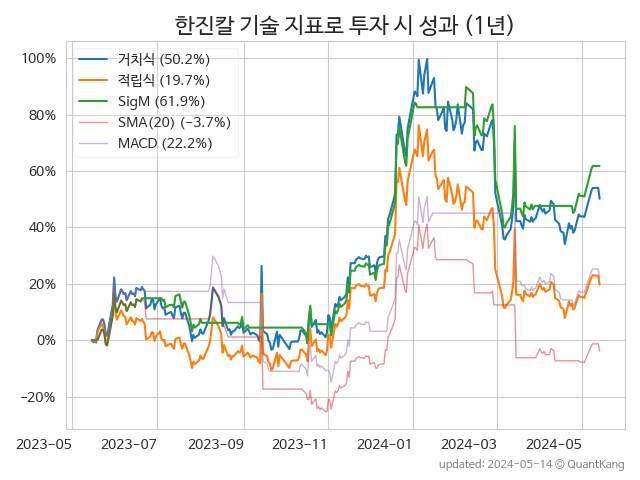 한진칼 기술 지표로 투자 시 성과 (1년)
100%
80%
60%
40%
20%
0%
−20%
거치식 (50.2%)
적립식 (19.7%)
SigM (61.9%)
SMA(20) (−3.7%)
MACD (22.2%)
2023-05
2023-07
2023-09
2023-11
2024-01
2024-03
2024-05
updated: 2024-05-14 © QuantKang